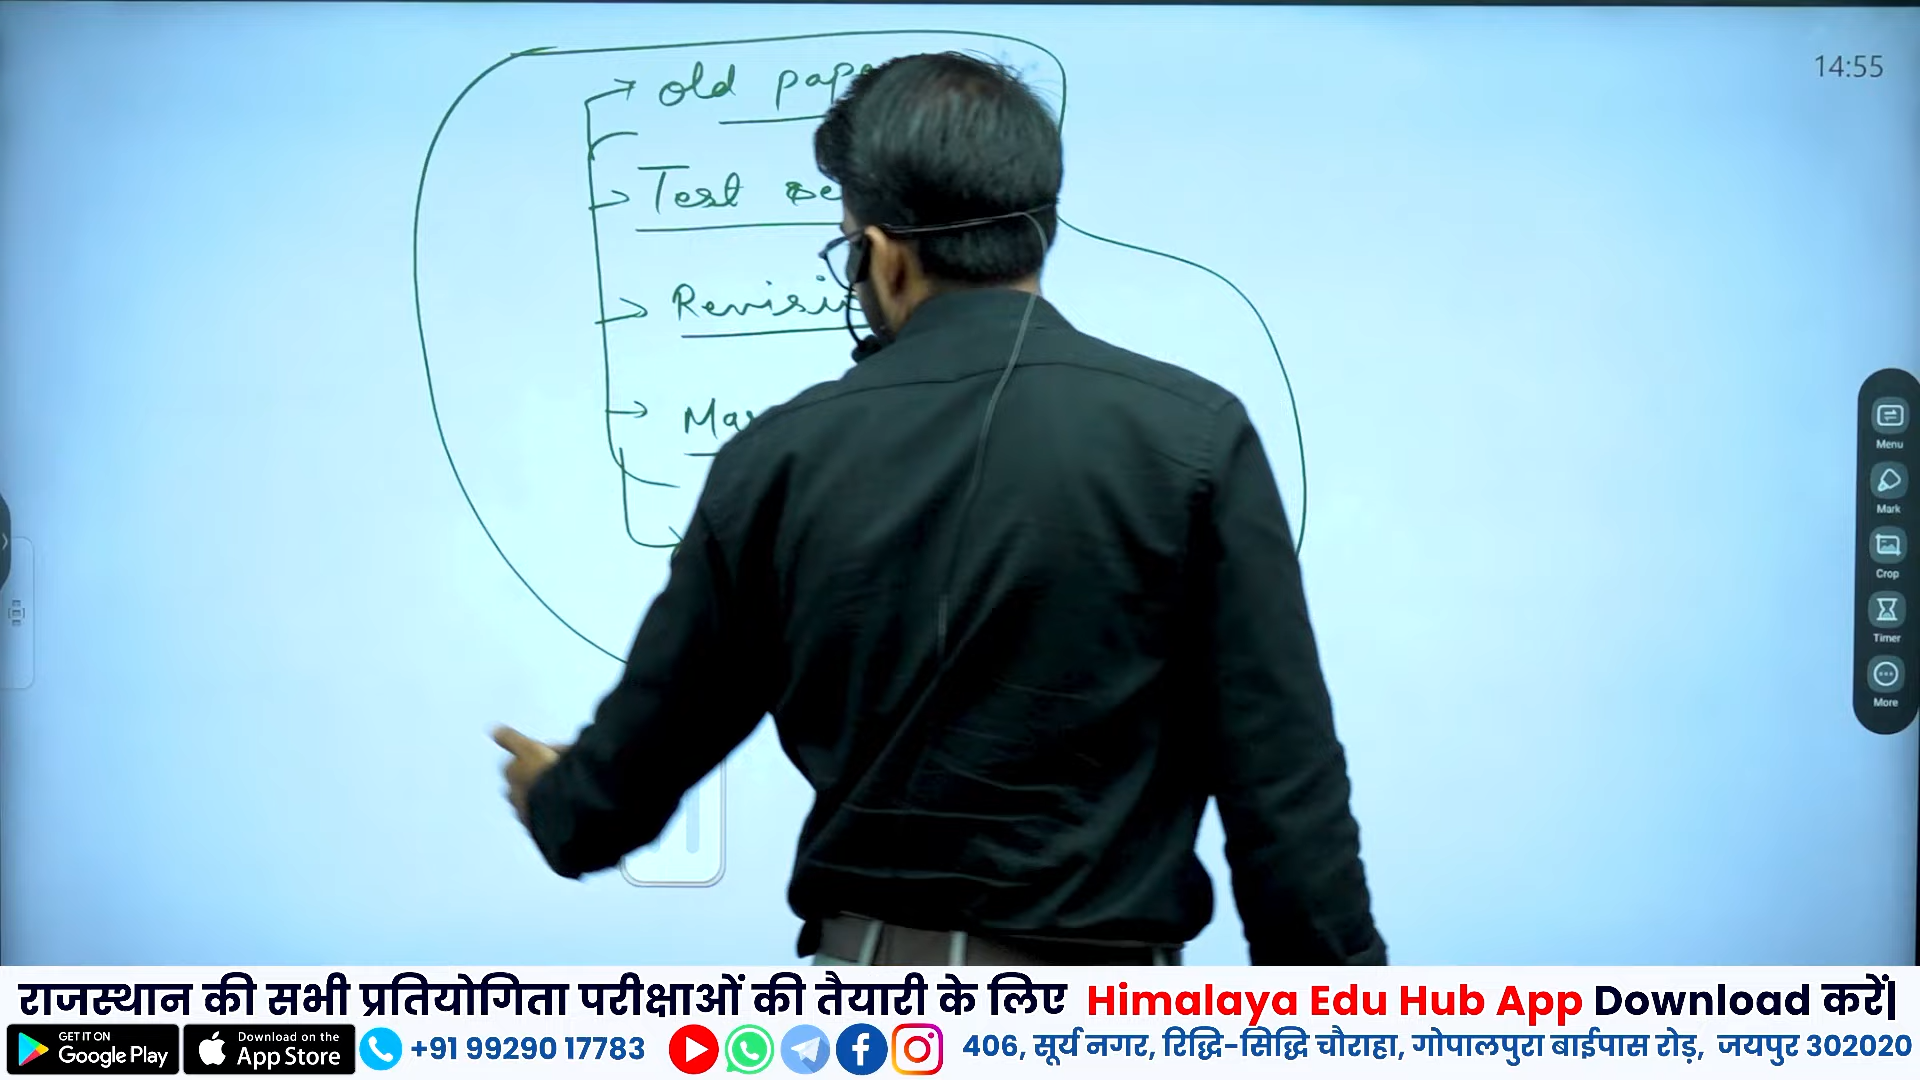 14:55
old
Test
Menu
Mark
Crop
Timer
More
राजस्थान की सभी प्रतियोगिता परीक्षाओं की तैयारी के लिए Himalaya Edu Hub App Download करें|
GET IT ON Google Play Download on the App Store +91 99290 17783 406, सूर्य नगर, रिद्धि-सिद्धि चौराहा, गोपालपुरा बाईपास रोड़, जयपुर 302020